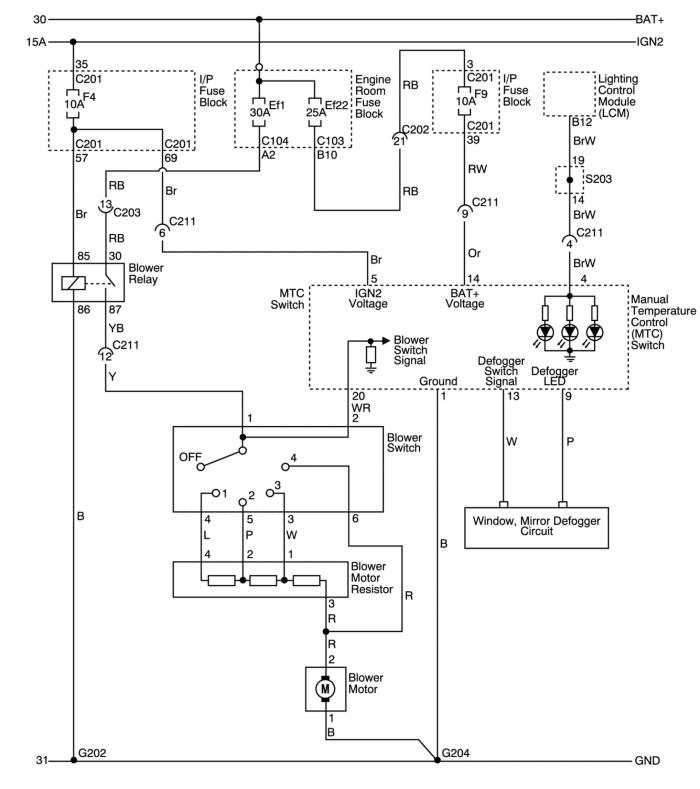 30
BAT+
15A
IGN2
35
C201
F4
10A
I/P
Fuse
Block
C201
57
C201
69
Ef1
30A
Ef22
25A
Engine
Room
Fuse
Block
C104
A2
C103
B10
RB
C202
21
RB
3
C201
F9
10A
I/P
Fuse
Block
C201
39
Lighting
Control
Module
(LCM)
B12
BrW
19
S203
14
BrW
C211
4
BrW
4
RB
13
C203
RB
Br
Br
C211
6
RW
C211
9
Or
Br
85
30
Blower
Relay
86
87
YB
C211
12
Y
5
14
MTC
Switch
IGN2
Voltage
BAT+
Voltage
Manual
Temperature
Control
(MTC)
Switch
Blower
Switch
Signal
Defogger
Switch
Signal
Defogger
LED
Ground
20
WR
2
1
13
9
1
Blower
Switch
OFF
4
1
2
3
4
5
3
6
L
P
W
4
2
1
Blower
Motor
Resistor
3
R
R
R
2
M
Blower
Motor
1
B
B
B
W
P
Window, Mirror Defogger
Circuit
31
G202
G204
GND